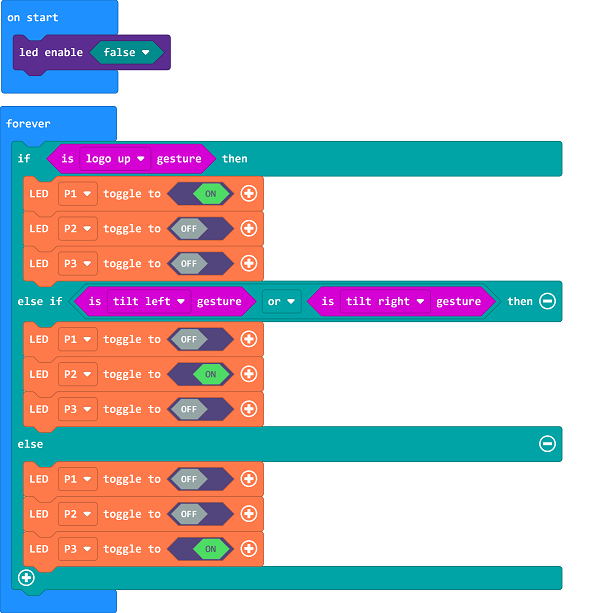 on start
led enable false
forever
if is logo up gesture then
LED P1 toggle to ON
LED P2 toggle to OFF
LED P3 toggle to OFF
else if is tilt left gesture or is tilt right gesture then
LED P1 toggle to OFF
LED P2 toggle to ON
LED P3 toggle to OFF
else
LED P1 toggle to OFF
LED P2 toggle to OFF
LED P3 toggle to ON